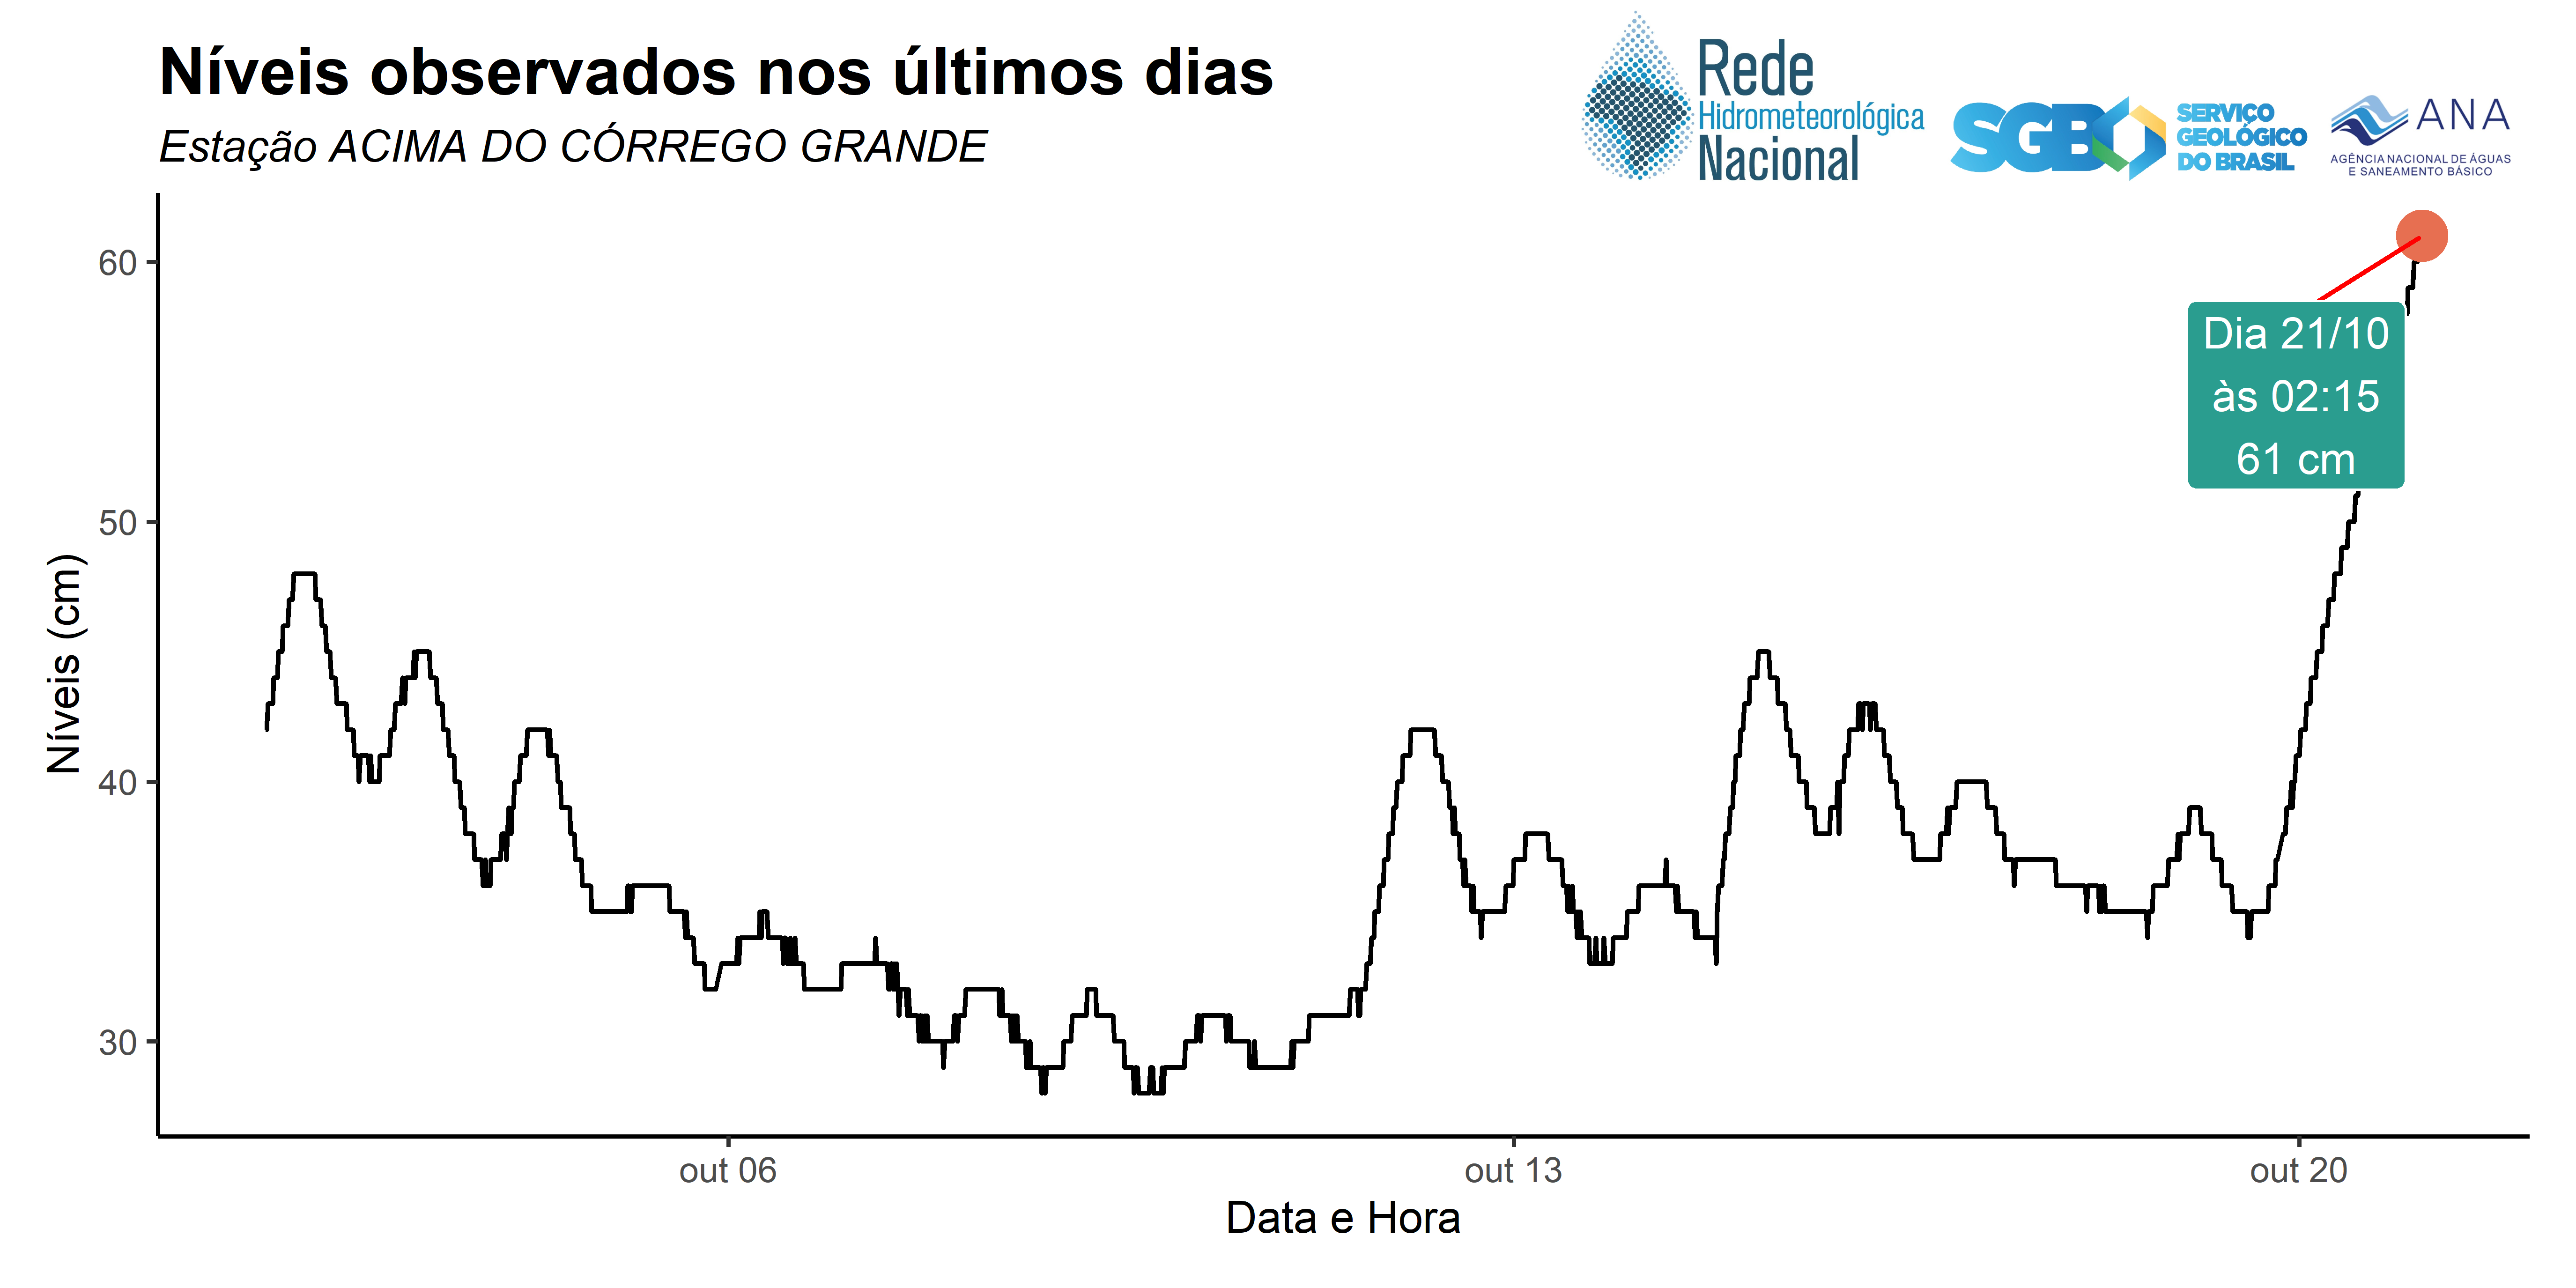 Níveis observados nos últimos dias
Estação ACIMA DO CÓRREGO GRANDE
Rede
Hidrometeorológica
Nacional
SGB
SERVIÇO
GEOLÓGICO
DO BRASIL
ANA
AGÊNCIA NACIONAL DE ÁGUAS
E SANEAMENTO BÁSICO
Níveis (cm)
60
50
40
30
Dia 21/10
às 02:15
61 cm
out 06
out 13
out 20
Data e Hora